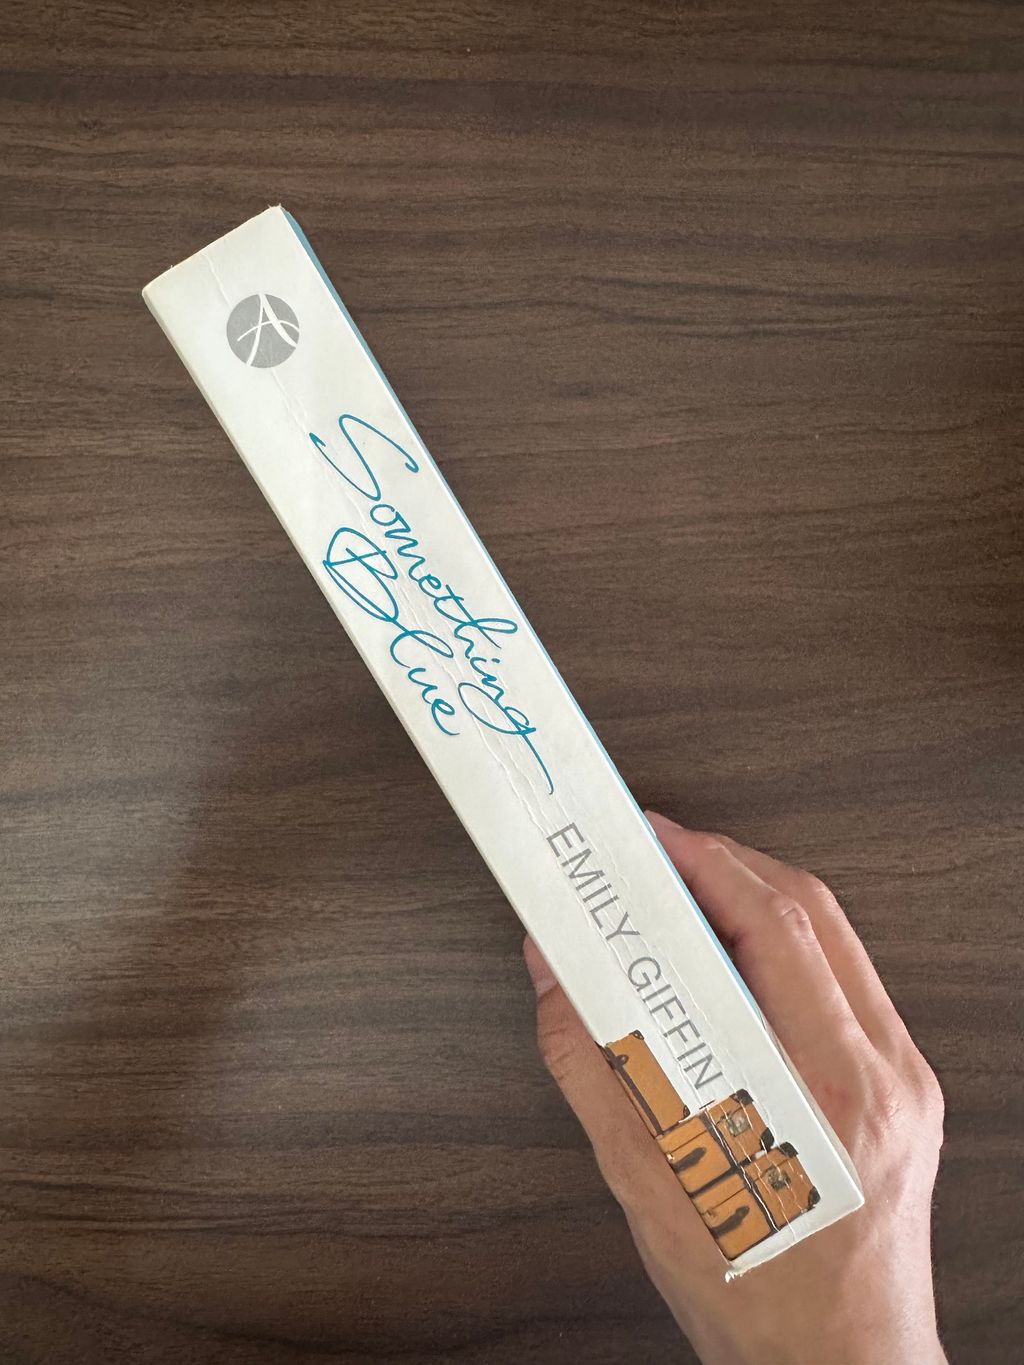 A
Something
Blue
EMILY GIFFIN